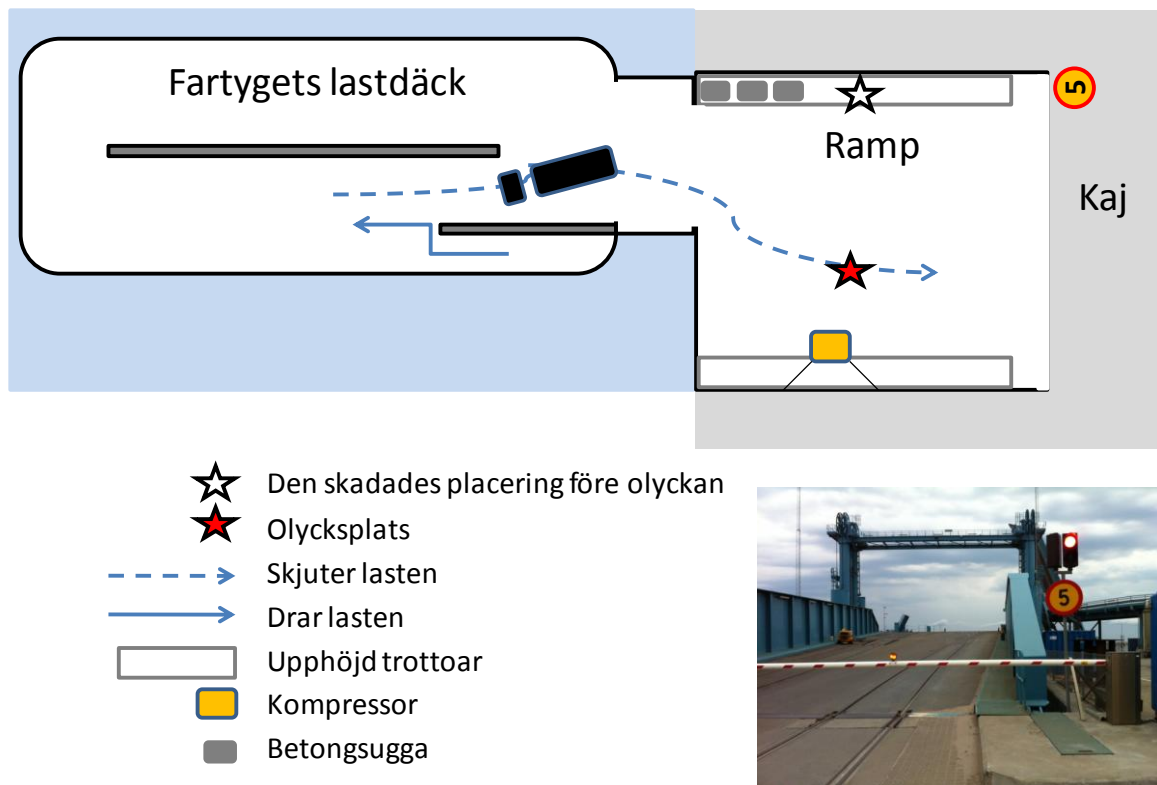 Fartygets lastdäck
5
Ramp
Kaj
Den skadades placering före olyckan
Olycksplats
Skjuter lasten
Drar lasten
Upphöjd trottoar
Kompressor
Betongsugga
5